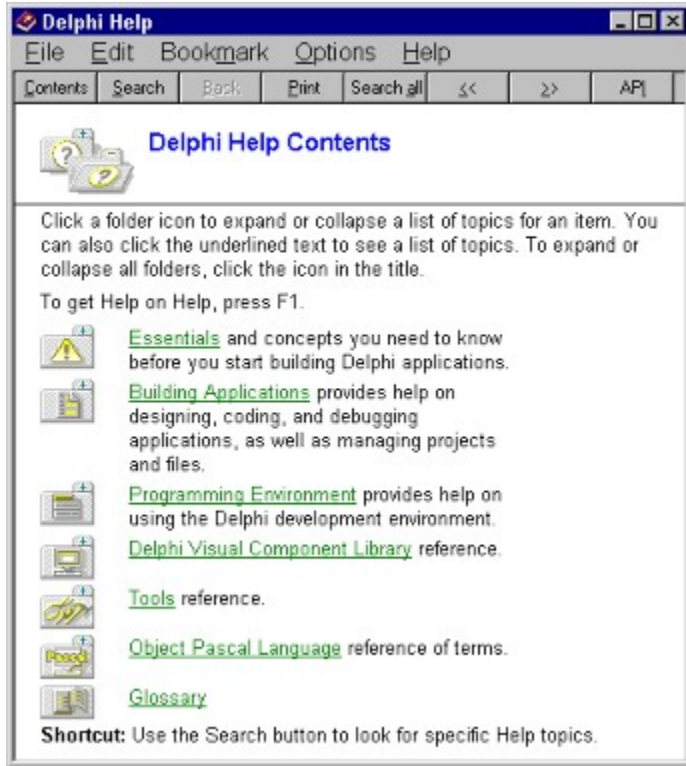 Delphi Help
File Edit Bookmark Options Help
Contents Search Back Print Search all << >> API
Delphi Help Contents
Click a folder icon to expand or collapse a list of topics for an item. You
can also click the underlined text to see a list of topics. To expand or
collapse all folders, click the icon in the title.
To get Help on Help, press F1.
Essentials and concepts you need to know
before you start building Delphi applications.
Building Applications provides help on
designing, coding, and debugging
applications, as well as managing projects
and files.
Programming Environment provides help on
using the Delphi development environment.
Delphi Visual Component Library reference.
Tools reference.
Pascal
Object Pascal Language reference of terms.
Glossary
Shortcut: Use the Search button to look for specific Help topics.